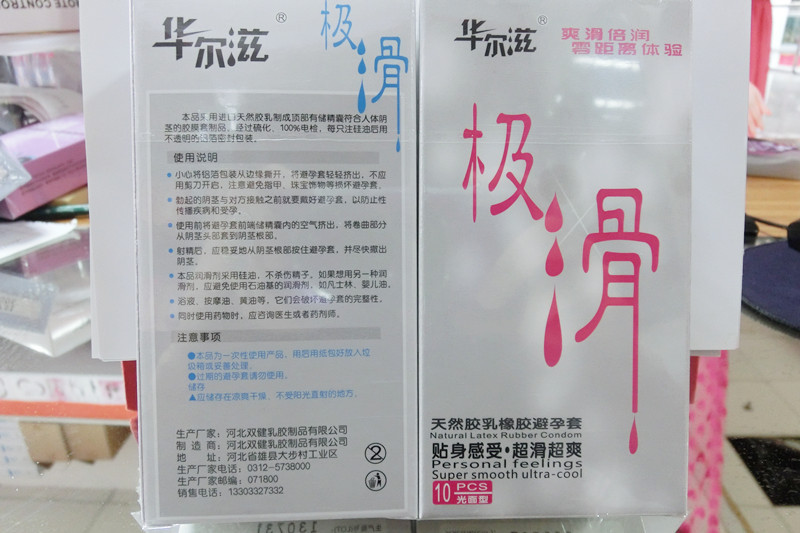 华尔滋®
极滑
本品采用进口天然胶乳制成顶部有储精囊符合人体阴
茎的胶膜套制品，经过硫化、100%电检，每只注硅油后用
不透明的铝箔密封包装。
使用说明
小心将铝箔包装从边缘撕开，将避孕套轻轻挤出，不应
用剪刀开启，注意避免指甲、珠宝饰物等损坏避孕套。
勃起的阴茎与对方接触之前就要戴好避孕套，以防止性
传播疾病和受孕。
使用前将避孕套前端储精囊内的空气挤出，将卷曲部分
从阴茎头部套到阴茎根部。
射精后，应稳妥地从阴茎根部按住避孕套，并尽快撤出
阴茎。
本品润滑剂采用硅油，不杀伤精子，如果想用另一种润
滑剂，应避免使用石油基的润滑剂，如凡士林、婴儿油、
浴液、按摩油、黄油等，它们会破坏避孕套的完整性。
同时使用药物时，应咨询医生或者药剂师。
注意事项
●本品为一次性使用产品，用后用纸包好放入垃
圾箱或妥善处理。
●过期的避孕套请勿使用。
储存
▲应储存在凉爽干燥，不受阳光直射的地方。
生产厂家：河北双健乳胶制品有限公司
制造商：河北双健乳胶制品有限公司
地址：河北省雄县大步村工业区
生产厂家电话：0312-5738000
生产厂家邮编：071800
销售电话：13303327332
华尔滋®
爽滑倍润
零距离体验
极滑
天然胶乳橡胶避孕套
Natural Latex Rubber Condom
贴身感受·超滑超爽
Personal feelings
Super smooth ultra-cool
10PCS
光面型